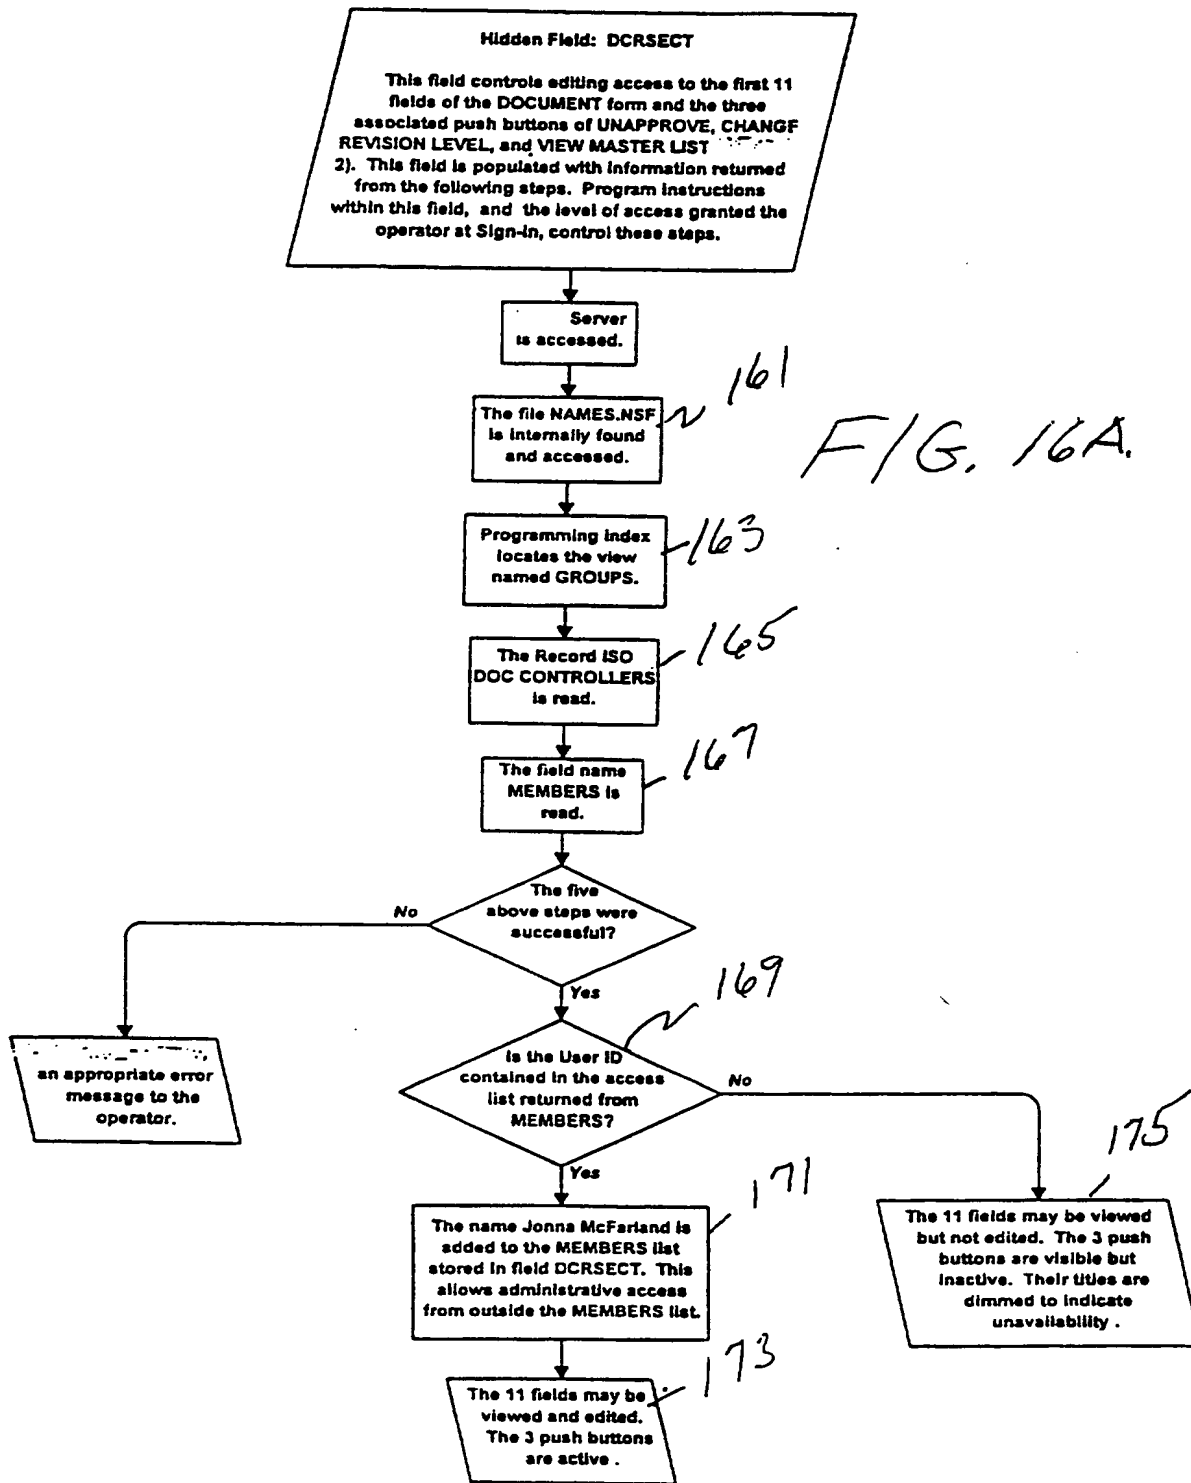 Hidden Field: DCRSECT
This field controls editing access to the first 11
fields of the DOCUMENT form and the three
associated push buttons of UNAPPROVE, CHANGF
REVISION LEVEL, and VIEW MASTER LIST
2). This field is populated with information returned
from the following steps. Program instructions
within this field, and the level of access granted the
operator at Sign-in, control these steps.
Server
is accessed.
161
The file NAMES.NSF
is internally found
and accessed.
FIG. 16A.
Programming index
locates the view
named GROUPS.
163
The Record ISO
DOC CONTROLLERS
is read.
165
The field name
MEMBERS is
read.
167
The five
above steps were
successful?
No
Yes
169
an appropriate error
message to the
operator.
Is the User ID
contained in the access
list returned from
MEMBERS?
No
Yes
175
171
The name Jonna McFarland is
added to the MEMBERS list
stored in field DCRSECT. This
allows administrative access
from outside the MEMBERS list.
The 11 fields may be viewed
but not edited. The 3 push
buttons are visible but
inactive. Their titles are
dimmed to indicate
unavailability .
173
The 11 fields may be
viewed and edited.
The 3 push buttons
are active .